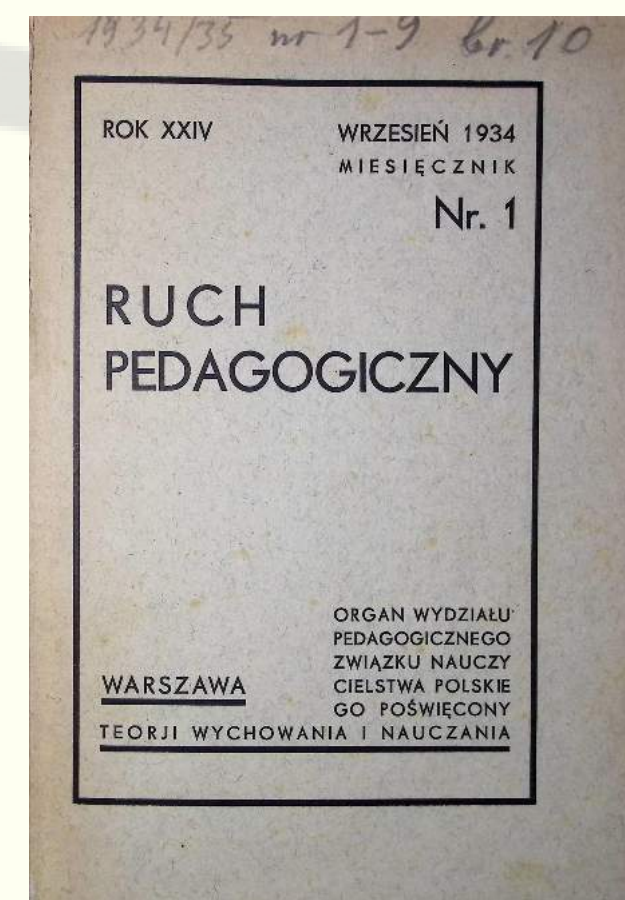 1934/35 nr 1-9 br. 10
ROK XXIV WRZESIEŃ 1934
MIESIĘCZNIK
Nr. 1
RUCH
PEDAGOGICZNY
ORGAN WYDZIAŁU
PEDAGOGICZNEGO
ZWIĄZKU NAUCZY
WARSZAWA CIELSTWA POLSKIE
GO POŚWIĘCONY
TEORJI WYCHOWANIA I NAUCZANIA